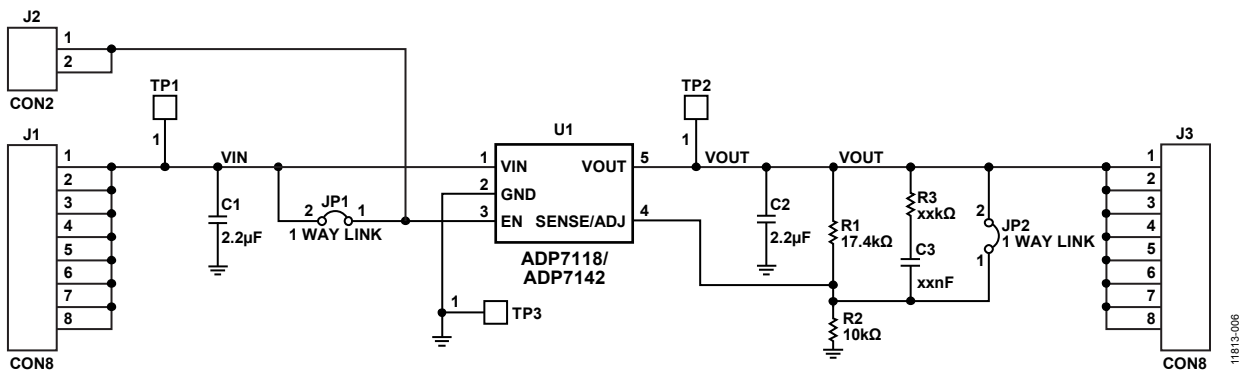 J2
1
2
CON2
J1
1
2
3
4
5
6
7
8
CON8
TP1
1
VIN
C1
2.2µF
2
JP1
1
1 WAY LINK
U1
1
VIN
VOUT
5
2
GND
3
EN
SENSE/ADJ
4
ADP7118/
ADP7142
1
TP3
TP2
1
VOUT
C2
2.2µF
VOUT
R1
17.4kΩ
R2
10kΩ
R3
xxkΩ
C3
xxnF
2
JP2
1 WAY LINK
1
J3
1
2
3
4
5
6
7
8
CON8
11813-006